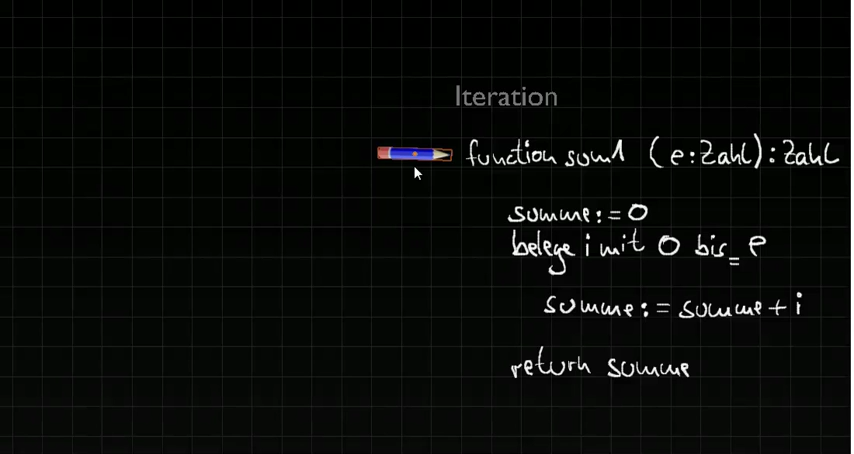 Iteration
function sum1 (e:Zahl):Zahl
summe:=0
belege i mit 0 bis= e
summe:=summe+i
return summe